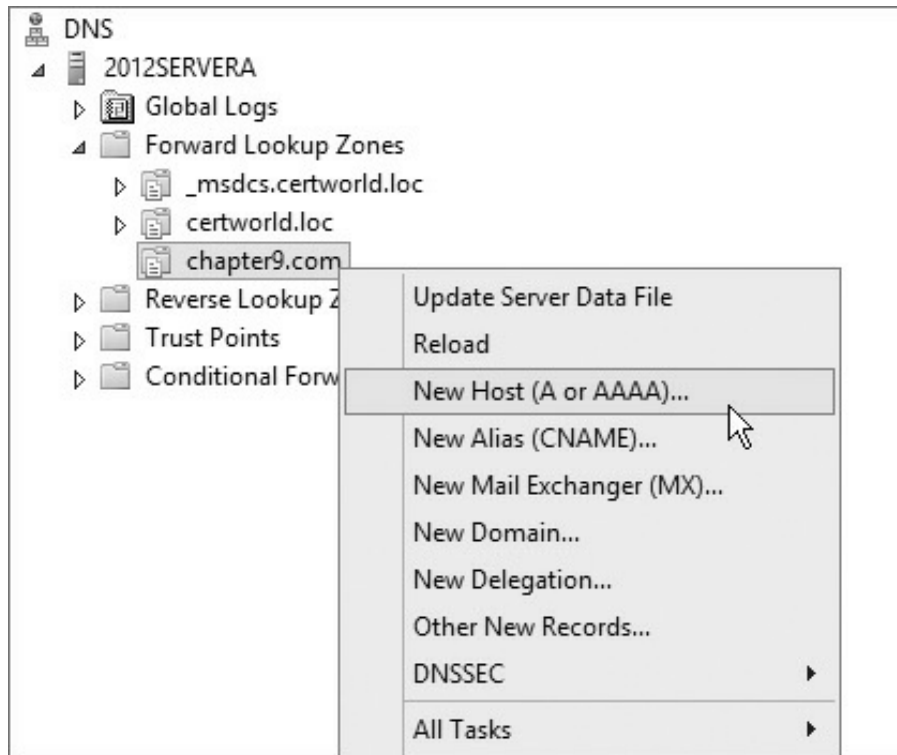 DNS
2012SERVERA
Global Logs
Forward Lookup Zones
_msdcs.certworld.loc
certworld.loc
chapter9.com
Reverse Lookup Z
Trust Points
Conditional Forw
Update Server Data File
Reload
New Host (A or AAAA)...
New Alias (CNAME)...
New Mail Exchanger (MX)...
New Domain...
New Delegation...
Other New Records...
DNSSEC
All Tasks